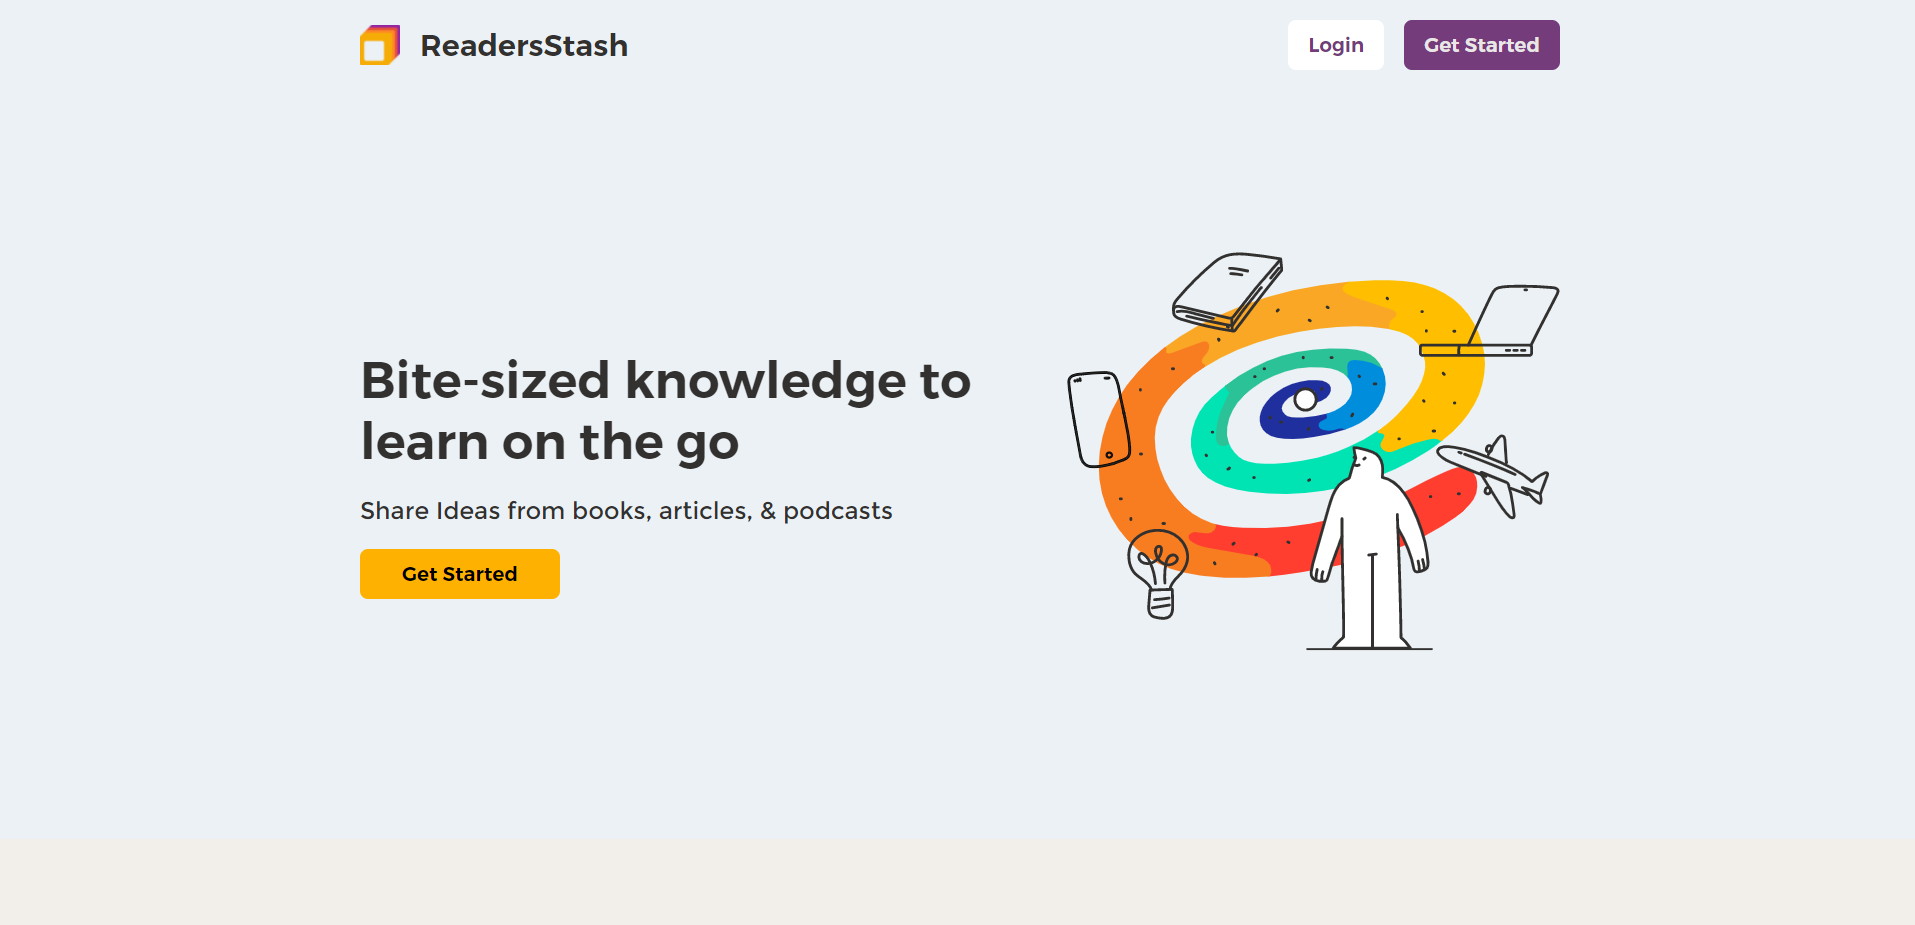 ReadersStash
Login
Get Started
Bite-sized knowledge to
learn on the go
Share Ideas from books, articles, & podcasts
Get Started